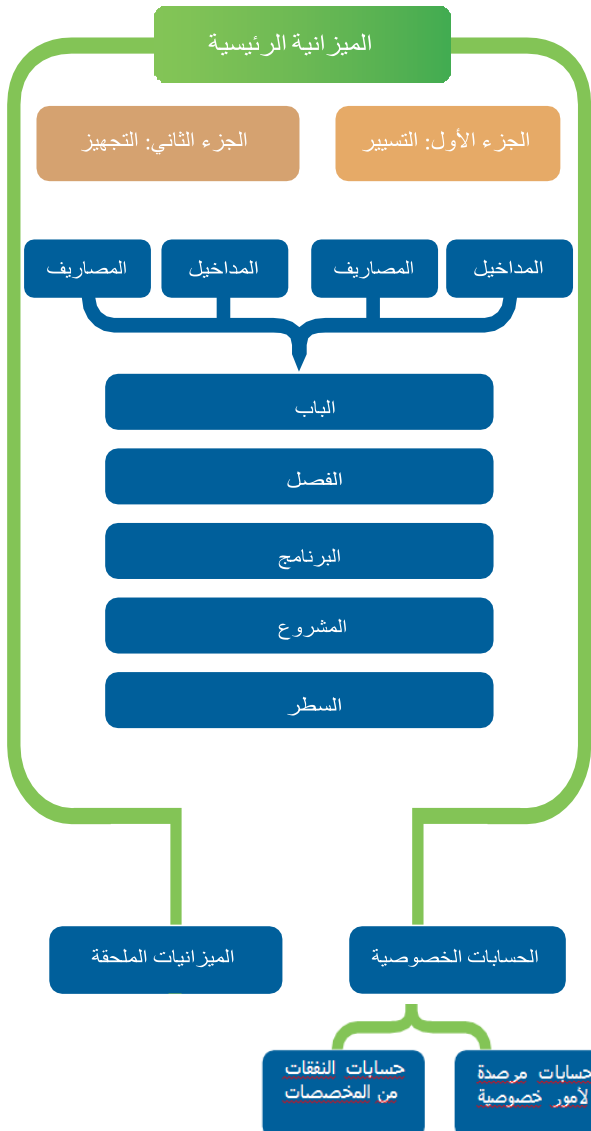 الميزانية الرئيسية
الجزء الأول: التسيير
الجزء الثاني: التجهيز
المداخيل
المصاريف
المداخيل
المصاريف
الباب
الفصل
البرنامج
المشروع
السطر
الحسابات الخصوصية
الميزانيات الملحقة
حسابات مرصدة
لأمور خصوصية
حسابات النفقات
من المخصصات